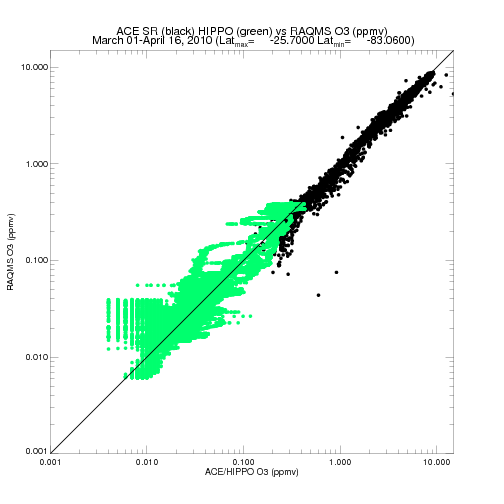 ACE SR (black) HIPPO (green) vs RAQMS O3 (ppmv)
March 01-April 16, 2010 (Latmax= -25.7000 Latmin= -83.0600)
10.000
1.000
0.100
0.010
0.001
RAQMS O3 (ppmv)
0.001 0.010 0.100 1.000 10.000
ACE/HIPPO O3 (ppmv)